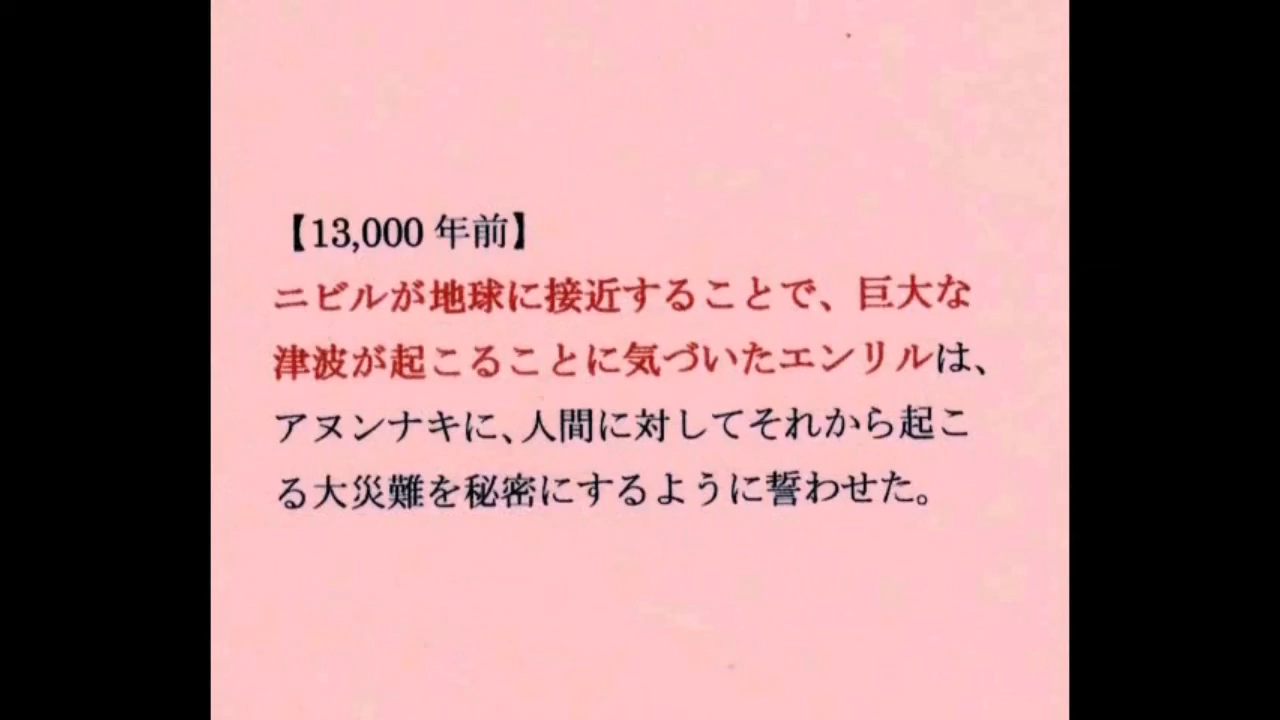 【13,000 年前】
ニビルが地球に接近することで、巨大な
津波が起こることに気づいたエンリルは、
アヌンナキに、人間に対してそれから起こ
る大災難を秘密にするように誓わせた。